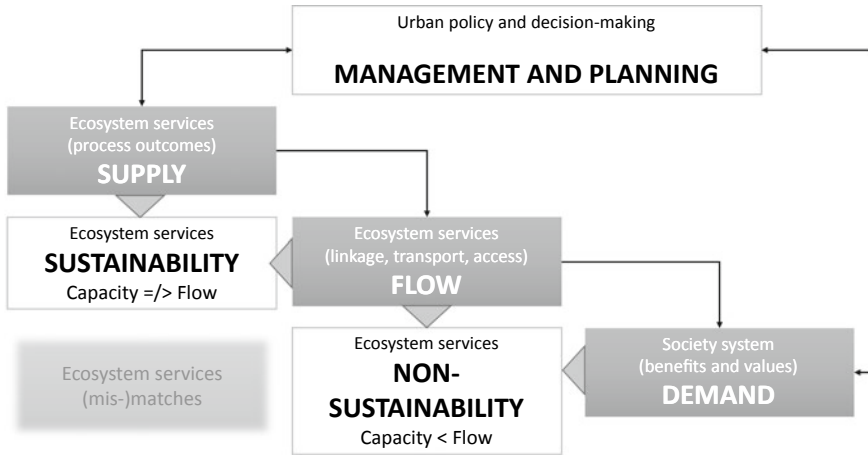 Urban policy and decision-making
MANAGEMENT AND PLANNING
Ecosystem services
(process outcomes)
SUPPLY
Ecosystem services
SUSTAINABILITY
Capacity =/> Flow
Ecosystem services
(linkage, transport, access)
FLOW
Ecosystem services
(mis-)matches
Ecosystem services
NON-
SUSTAINABILITY
Capacity < Flow
Society system
(benefits and values)
DEMAND